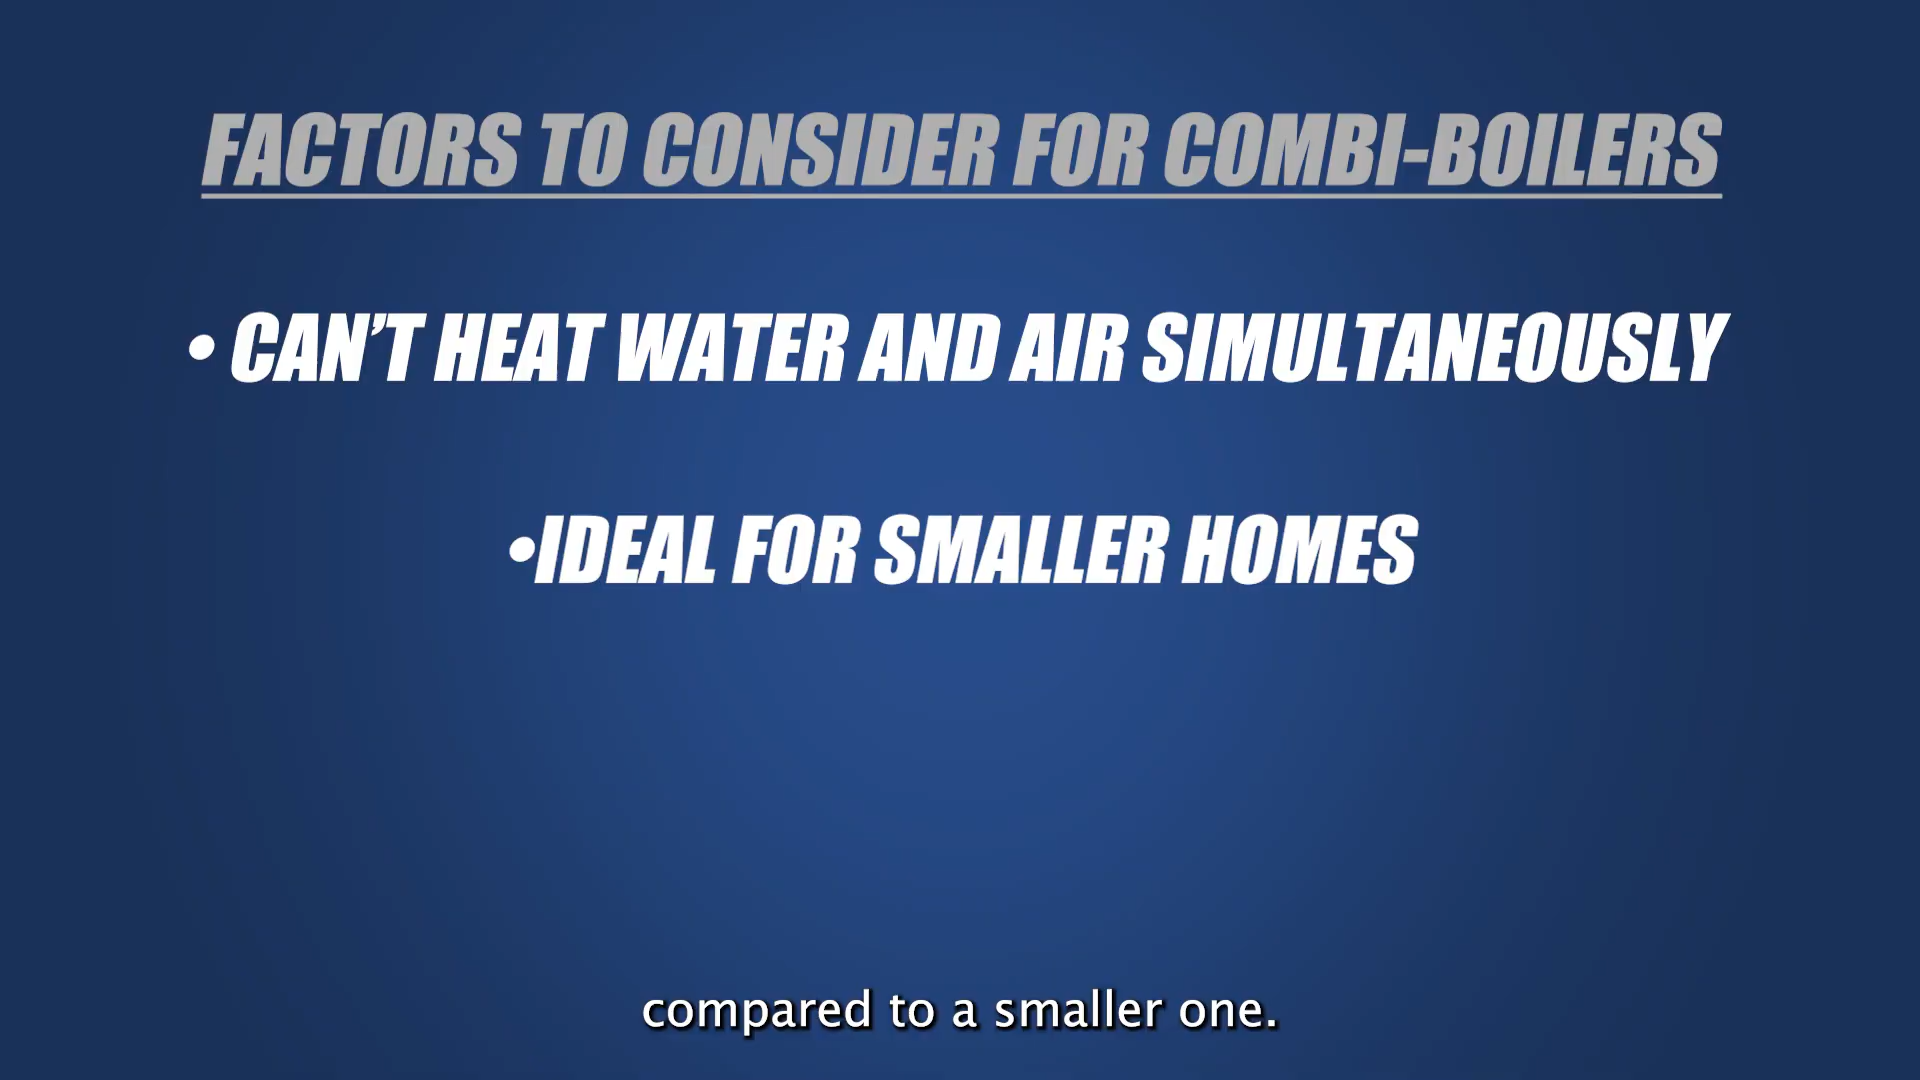 FACTORS TO CONSIDER FOR COMBI-BOILERS
• CAN’T HEAT WATER AND AIR SIMULTANEOUSLY
•IDEAL FOR SMALLER HOMES
compared to a smaller one.